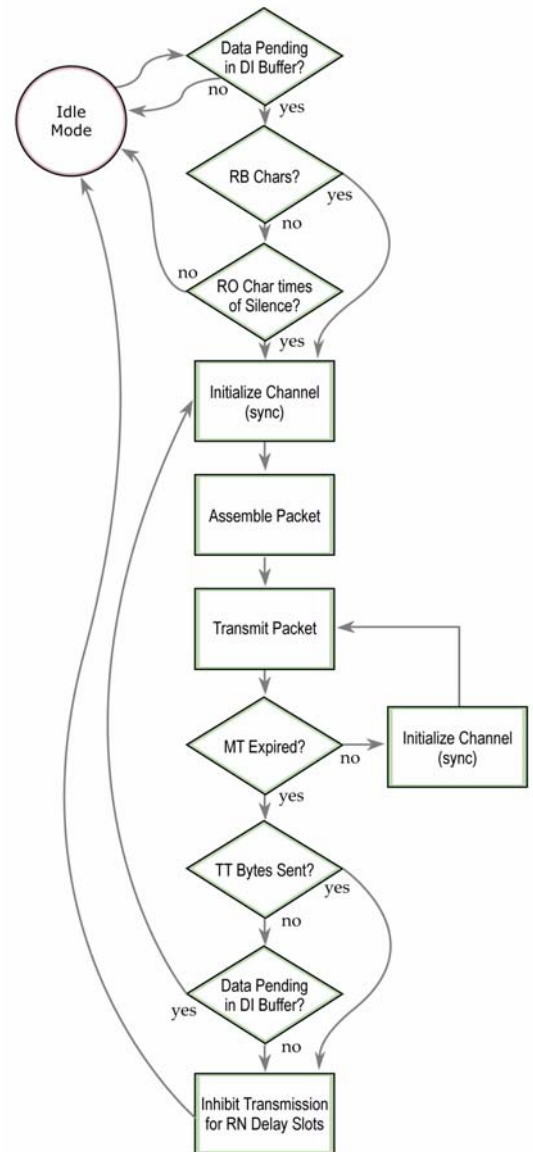 Data Pending
in DI Buffer?
no
yes
Idle
Mode
RB Chars?
yes
no
no
RO Char times
of Silence?
yes
Initialize Channel
(sync)
Assemble Packet
Transmit Packet
MT Expired?
no
Initialize Channel
(sync)
yes
TT Bytes Sent?
yes
no
Data Pending
in DI Buffer?
yes
no
Inhibit Transmission
for RN Delay Slots